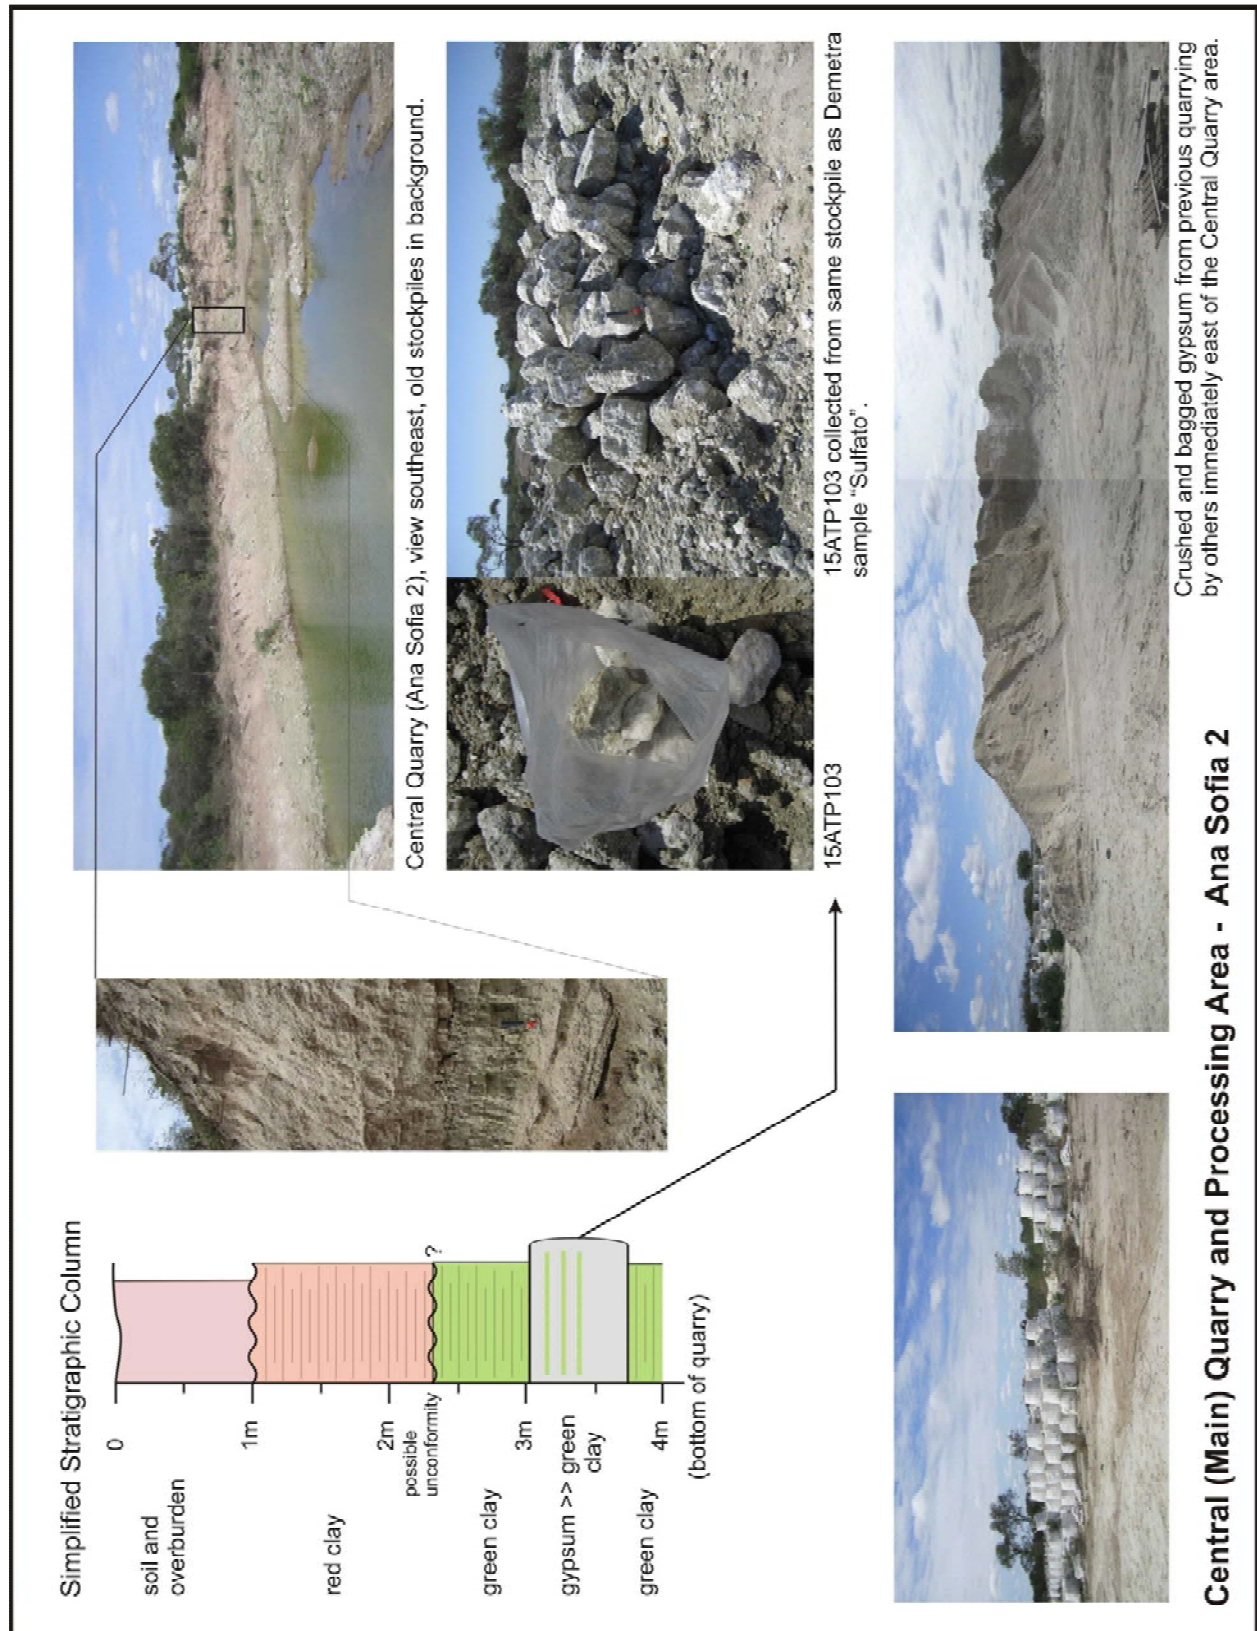 Simplified Stratigraphic Column
soil and
overburden
red clay
possible
unconformity
green clay
gypsum >> green
clay
green clay
0
1m
2m
3m
4m
(bottom of quarry)
?
Central Quarry (Ana Sofia 2), view southeast, old stockpiles in background.
15ATP103
15ATP103 collected from same stockpile as Demetra
sample “Sulfato”.
Crushed and bagged gypsum from previous quarrying
by others immediately east of the Central Quarry area.
Central (Main) Quarry and Processing Area - Ana Sofia 2